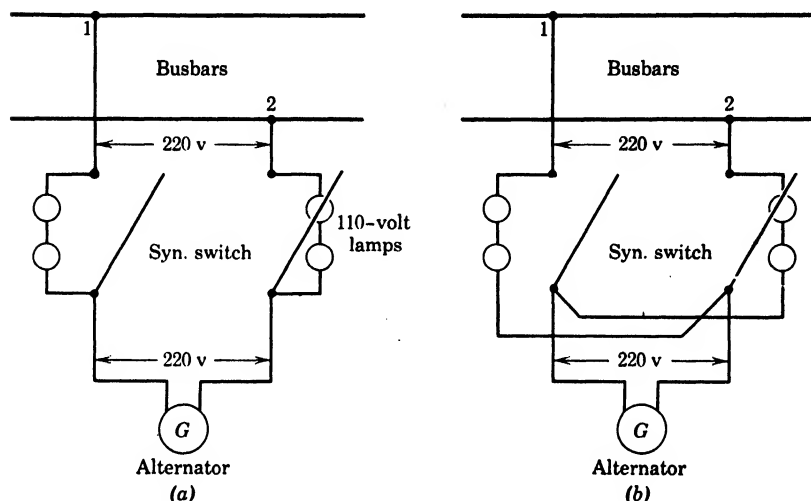 1
Busbars
2
220 v
110-volt
lamps
Syn. switch
220 v
G
Alternator
(a)
1
Busbars
2
220 v
Syn. switch
220 v
G
Alternator
(b)